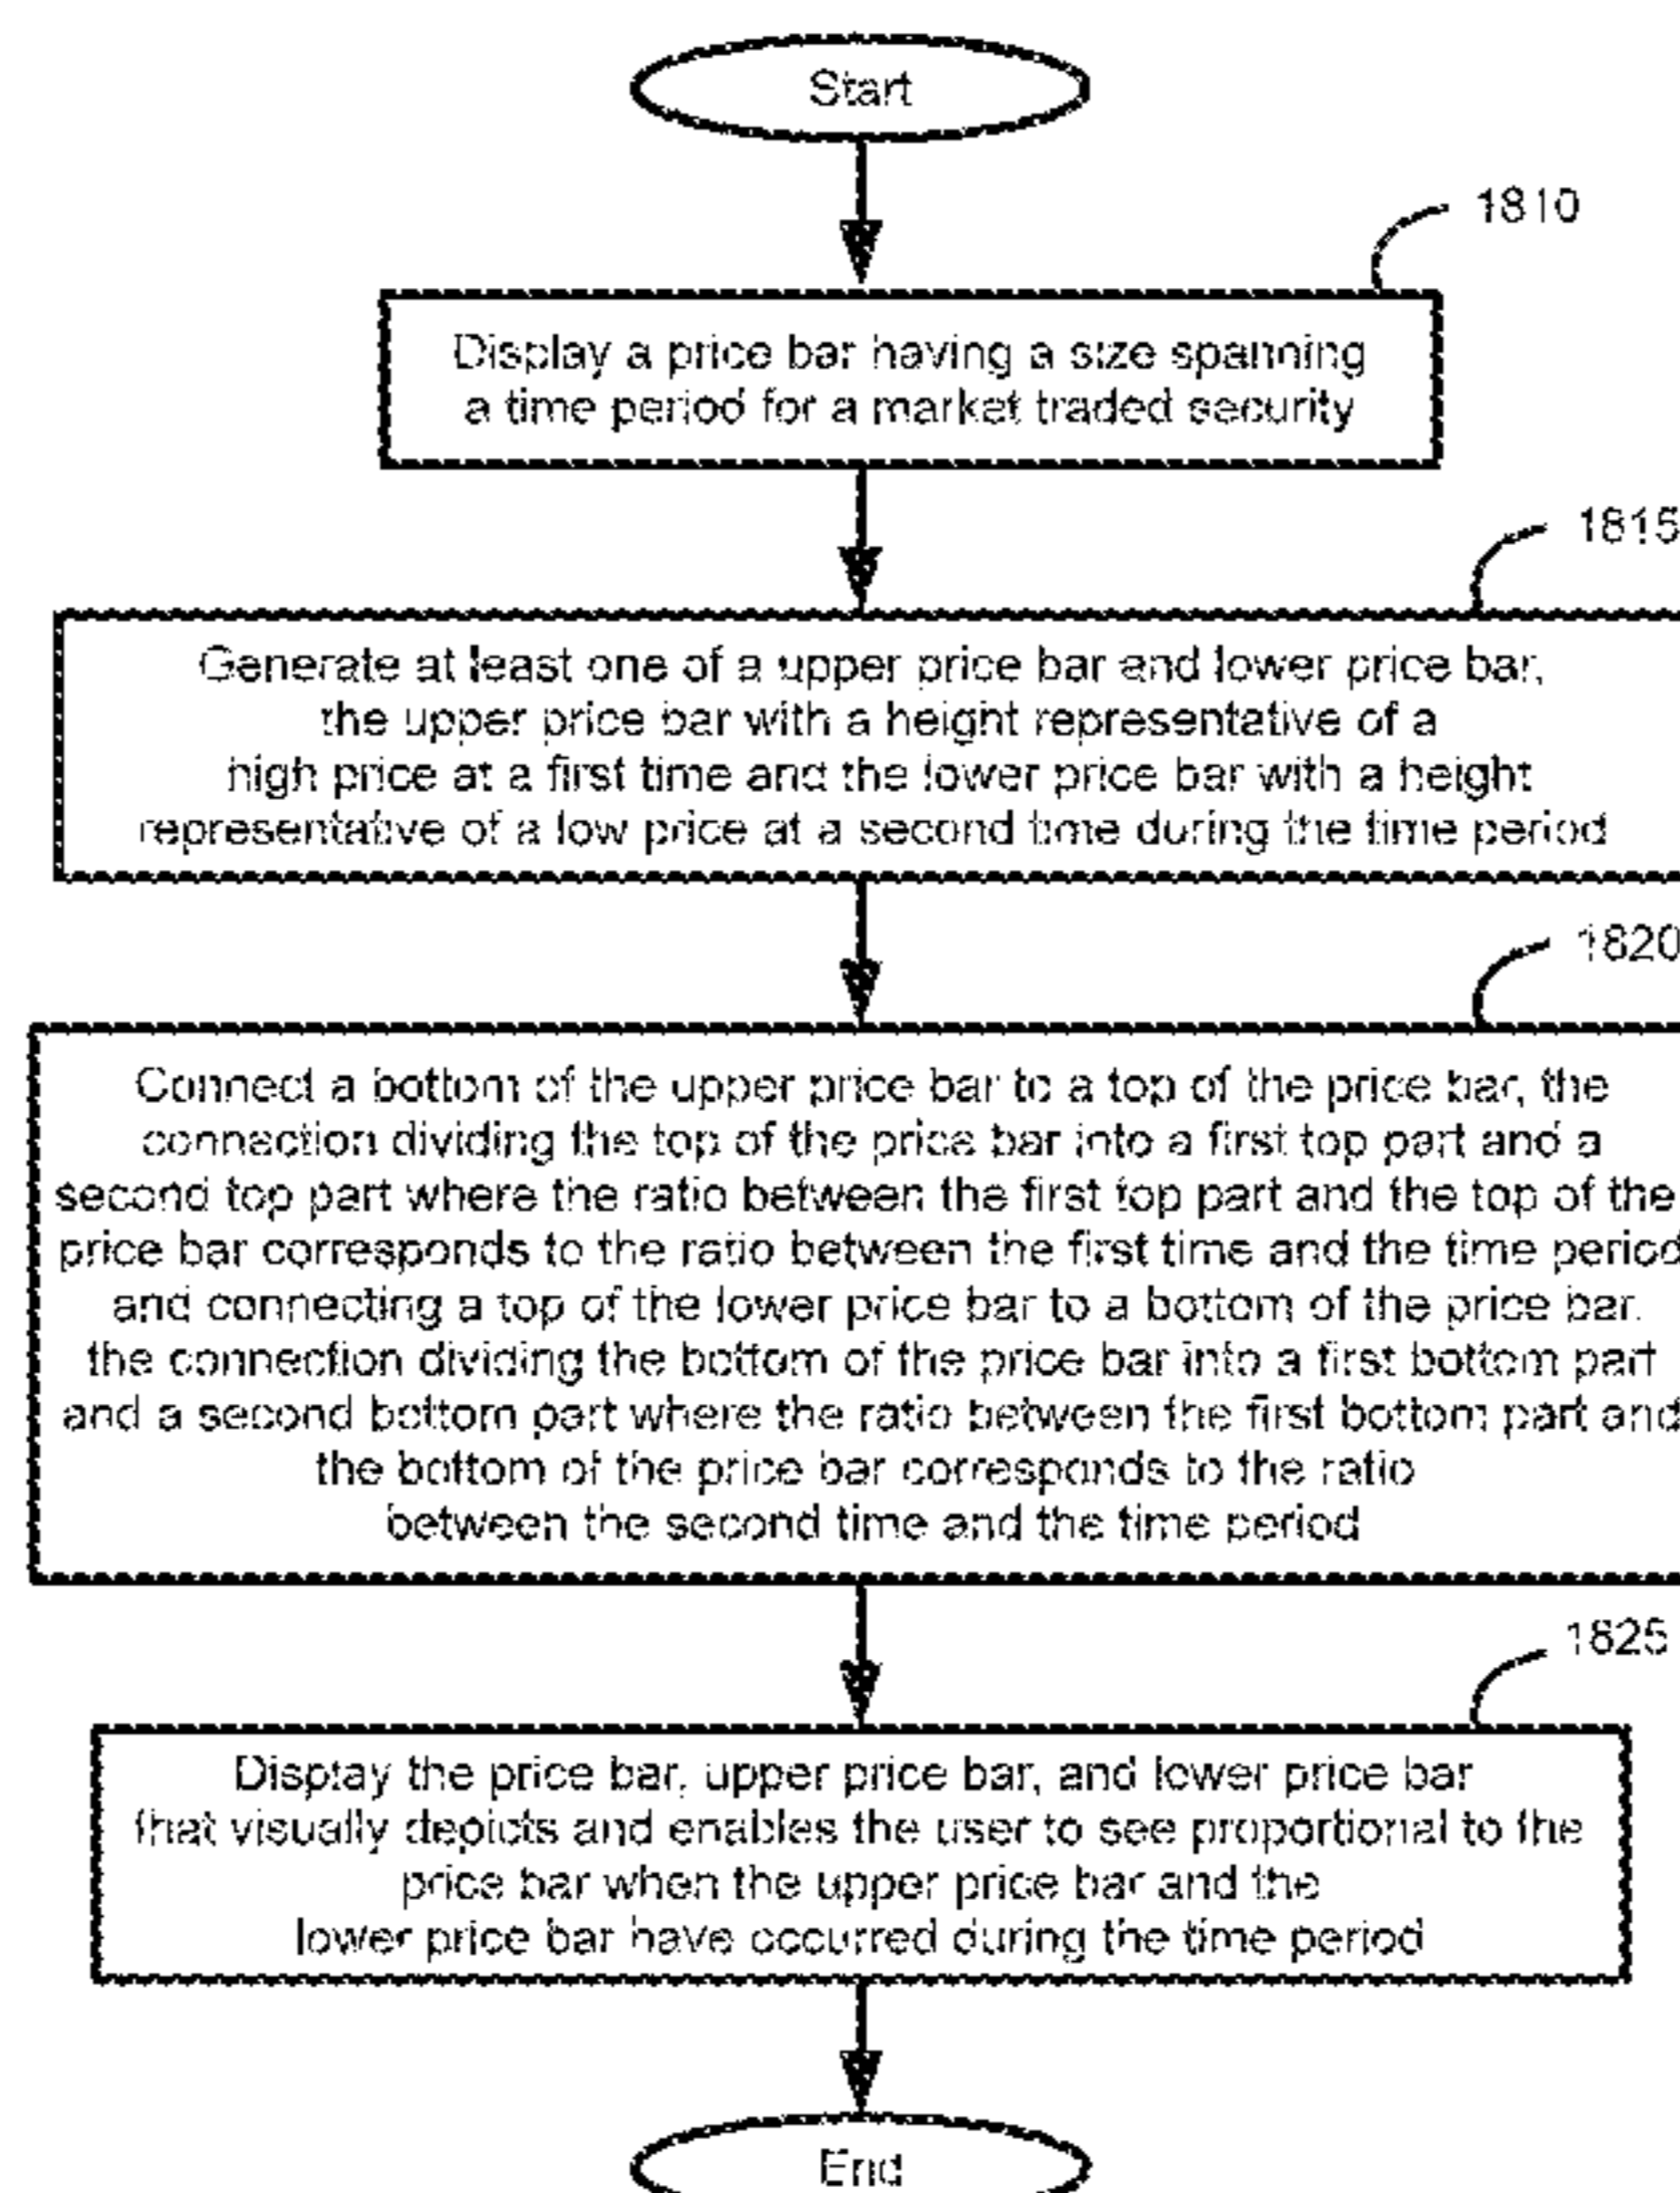 Start
1810
Display a price bar having a size spanning
a time period for a market traded security
1815
Generate at least one of a upper price bar and lower price bar,
the upper price bar with a height representative of a
high price at a first time and the lower price bar with a height
representative of a low price at a second time during the time period
1820
Connect a bottom of the upper price bar to a top of the price bar, the
connection dividing the top of the price bar into a first top part and a
second top part where the ratio between the first top part and the top of the
price bar corresponds to the ratio between the first time and the time period
and connecting a top of the lower price bar to a bottom of the price bar.
the connection dividing the bottom of the price bar into a first bottom part
and a second bottom part where the ratio between the first bottom part and
the bottom of the price bar corresponds to the ratio
between the second time and the time period
1825
Display the price bar, upper price bar, and lower price bar
that visually depicts and enables the user to see proportional to the
price bar when the upper price bar and the
lower price bar have occurred during the time period
End